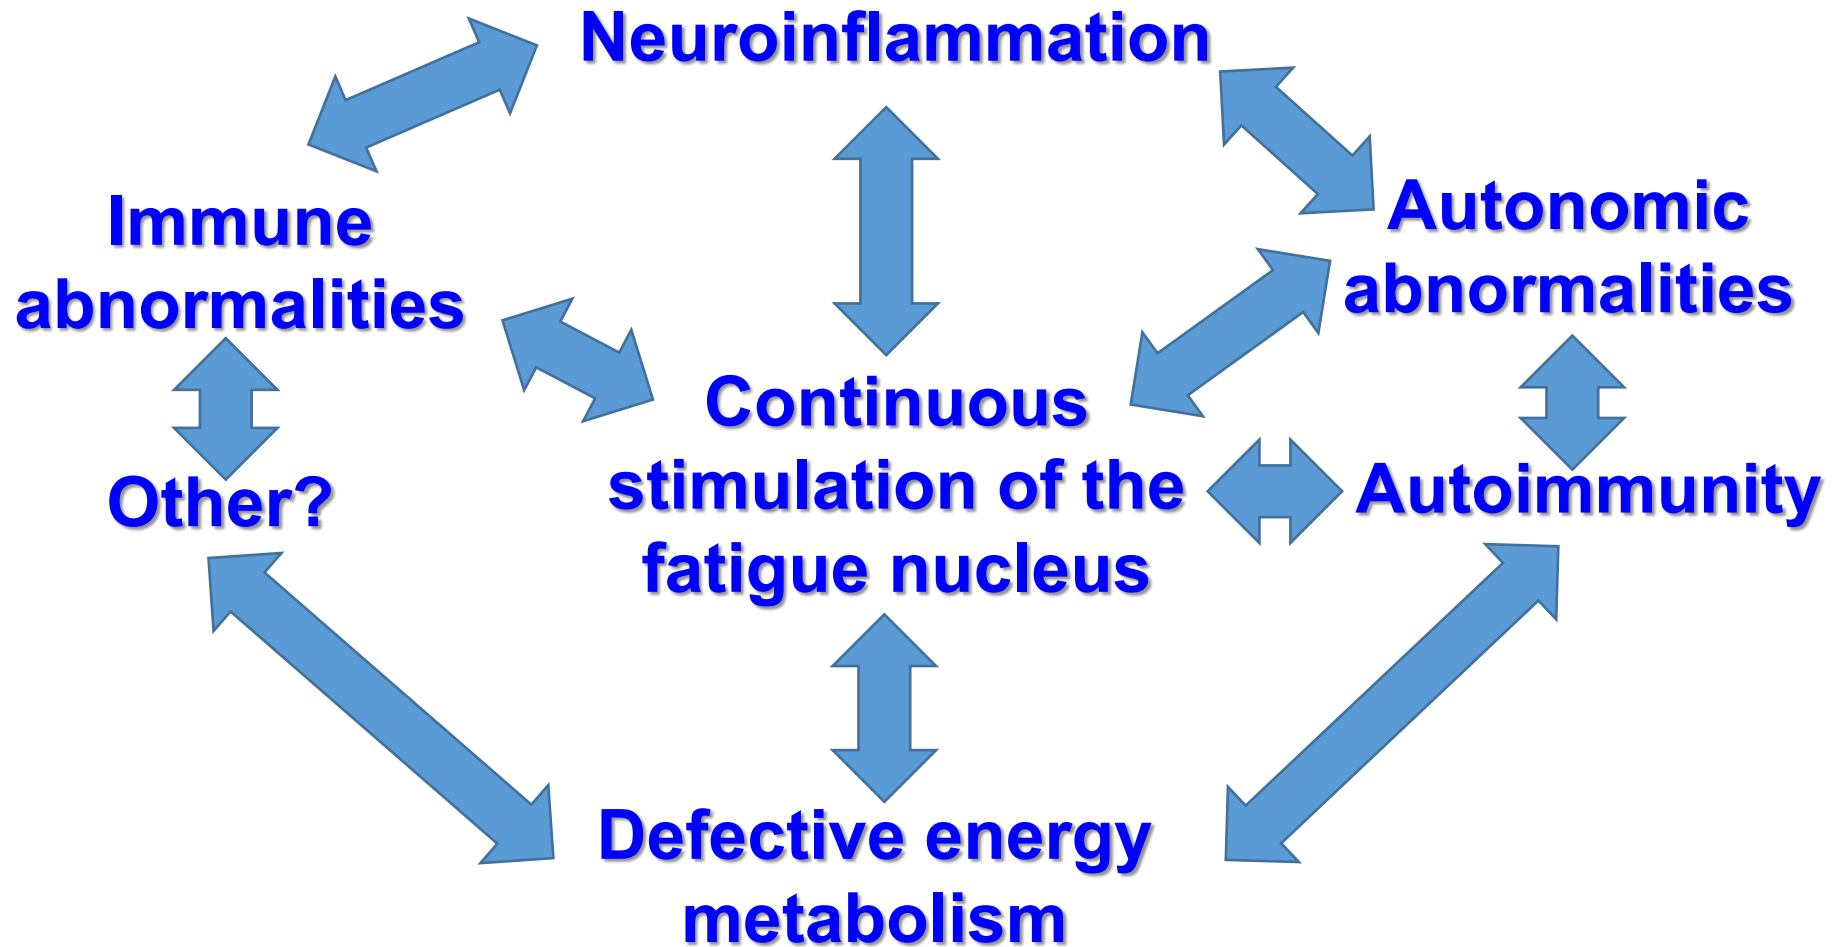 Neuroinflammation
Immune
abnormalities
Autonomic
abnormalities
Continuous
stimulation of the
fatigue nucleus
Other?
Autoimmunity
Defective energy
metabolism